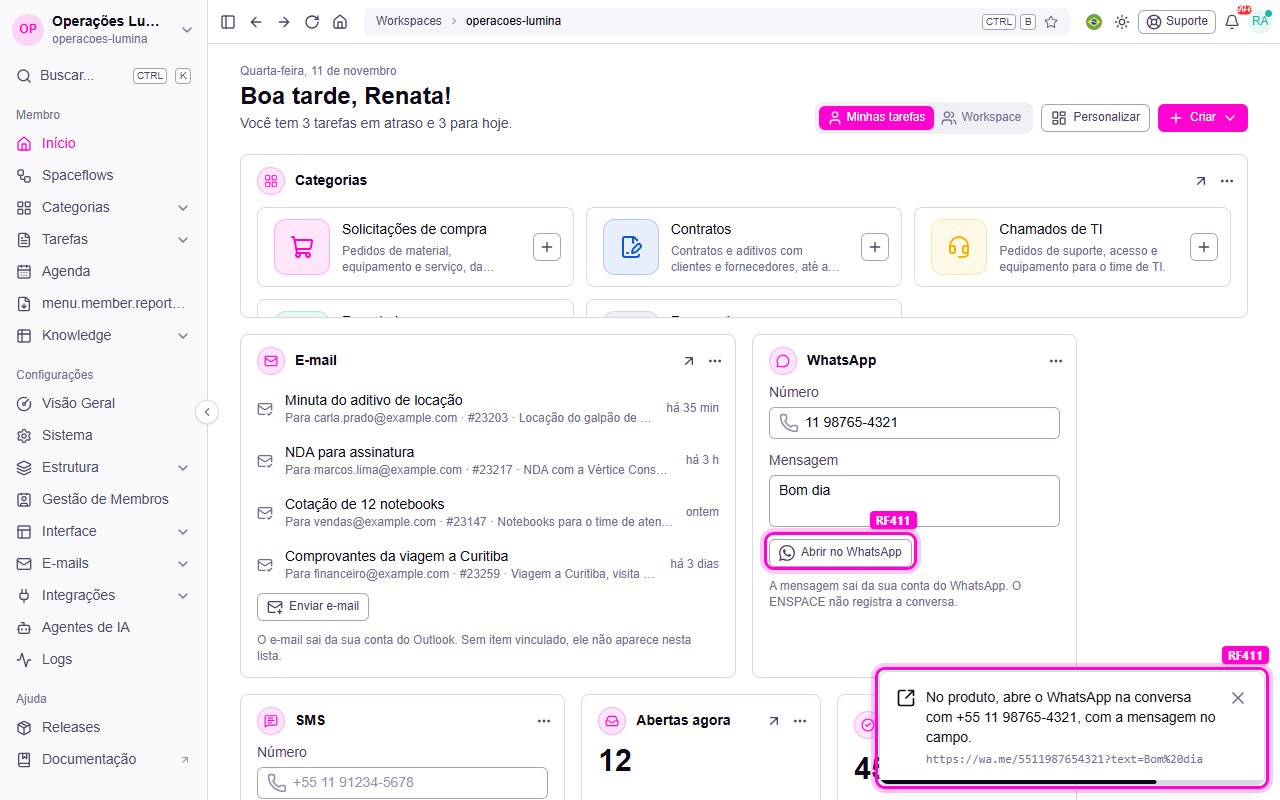 OP
Operações Lu...
operacoes-lumina
Buscar...
CTRL K
Membro
Início
Spaceflows
Categorias
Tarefas
Agenda
menu.member.report...
Knowledge
Configurações
Visão Geral
Sistema
Estrutura
Gestão de Membros
Interface
E-mails
Integrações
Agentes de IA
Logs
Ajuda
Releases
Documentação
Workspaces
operacoes-lumina
CTRL B
Suporte
99+
RA
Quarta-feira, 11 de novembro
Boa tarde, Renata!
Você tem 3 tarefas em atraso e 3 para hoje.
Minhas tarefas
Workspace
Personalizar
Criar
Categorias
Solicitações de compra
Pedidos de material,
equipamento e serviço, da...
Contratos
Contratos e aditivos com
clientes e fornecedores, até a...
Chamados de TI
Pedidos de suporte, acesso e
equipamento para o time de TI.
E-mail
Minuta do aditivo de locação
Para carla.prado@example.com · #23203 · Locação do galpão de ...
há 35 min
NDA para assinatura
Para marcos.lima@example.com · #23217 · NDA com a Vértice Cons...
há 3 h
Cotação de 12 notebooks
Para vendas@example.com · #23147 · Notebooks para o time de aten...
ontem
Comprovantes da viagem a Curitiba
Para financeiro@example.com · #23259 · Viagem a Curitiba, visita ...
há 3 dias
Enviar e-mail
O e-mail sai da sua conta do Outlook. Sem item vinculado, ele não aparece nesta
lista.
WhatsApp
Número
11 98765-4321
Mensagem
Bom dia
RF411
Abrir no WhatsApp
A mensagem sai da sua conta do WhatsApp. O
ENSPACE não registra a conversa.
SMS
Número
+55 11 91234-5678
Abertas agora
12
RF411
No produto, abre o WhatsApp na conversa
com +55 11 98765-4321, com a mensagem no
campo.
https://wa.me/5511987654321?text=Bom%20dia